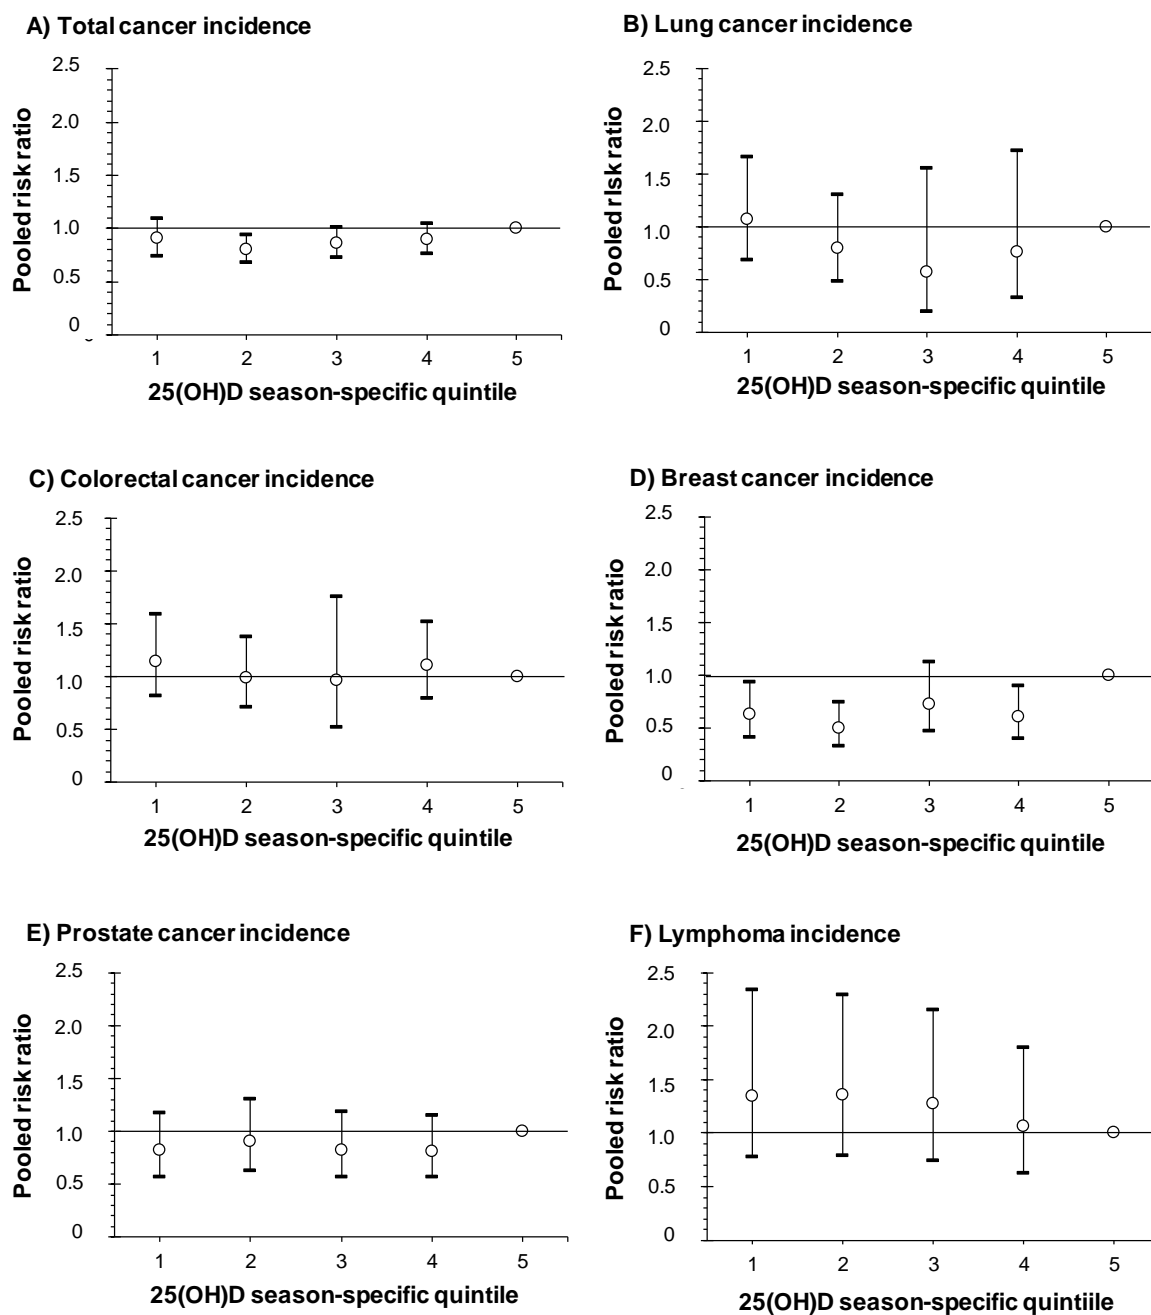 A) Total cancer incidence
2.5
2.0
1.5
1.0
0.5
0
Pooled risk ratio
1 2 3 4 5
25(OH)D season-specific quintile
B) Lung cancer incidence
2.5
2.0
1.5
1.0
0.5
0
Pooled rIsk ratio
1 2 3 4 5
25(OH)D season-specific quintile
C) Colorectal cancer incidence
2.5
2.0
1.5
1.0
0.5
0
Pooled risk ratio
1 2 3 4 5
25(OH)D season-specific quintile
D) Breast cancer incidence
2.5
2.0
1.5
1.0
0.5
0
Pooled risk ratio
1 2 3 4 5
25(OH)D season-specific quintile
E) Prostate cancer incidence
2.5
2.0
1.5
1.0
0.5
0
Pooled risk ratio
1 2 3 4 5
25(OH)D season-specific quintile
F) Lymphoma incidence
2.5
2.0
1.5
1.0
0.5
0
Pooled risk ratio
1 2 3 4 5
25(OH)D season-specific quintiile